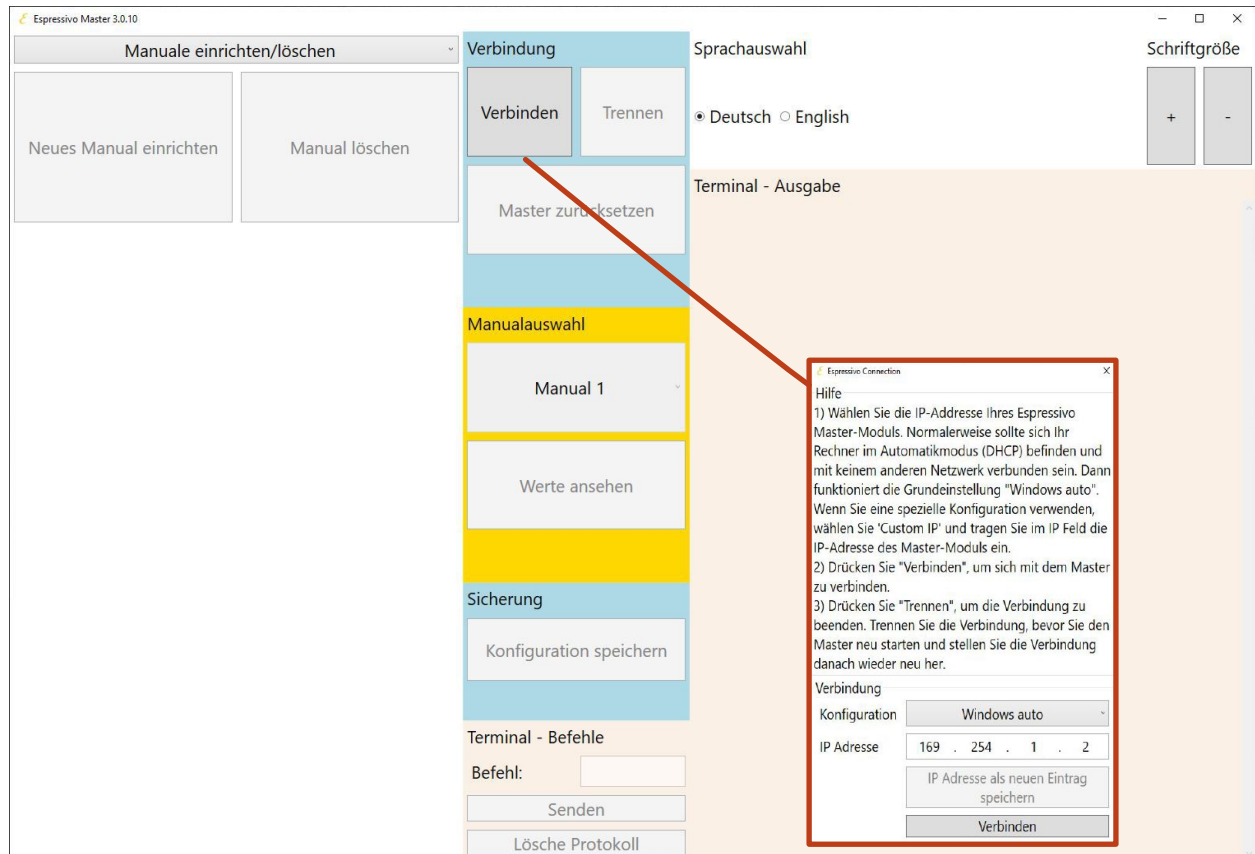 Espressivo Master 3.0.10
Manuale einrichten/löschen
Neues Manual einrichten
Manual löschen
Verbindung
Verbinden
Trennen
Master zurücksetzen
Manualauswahl
Manual 1
Werte ansehen
Sicherung
Konfiguration speichern
Terminal - Befehle
Befehl:
Senden
Lösche Protokoll
Sprachauswahl
Deutsch
English
Schriftgröße
+
-
Terminal - Ausgabe
Espressivo Connection
Hilfe
1) Wählen Sie die IP-Addresse Ihres Espressivo
Master-Moduls. Normalerweise sollte sich Ihr
Rechner im Automatikmodus (DHCP) befinden und
mit keinem anderen Netzwerk verbunden sein. Dann
funktioniert die Grundeinstellung "Windows auto".
Wenn Sie eine spezielle Konfiguration verwenden,
wählen Sie 'Custom IP' und tragen Sie im IP Feld die
IP-Adresse des Master-Moduls ein.
2) Drücken Sie "Verbinden", um sich mit dem Master
zu verbinden.
3) Drücken Sie "Trennen", um die Verbindung zu
beenden. Trennen Sie die Verbindung, bevor Sie den
Master neu starten und stellen Sie die Verbindung
danach wieder neu her.
Verbindung
Konfiguration
Windows auto
IP Adresse
169 . 254 . 1 . 2
IP Adresse als neuen Eintrag
speichern
Verbinden